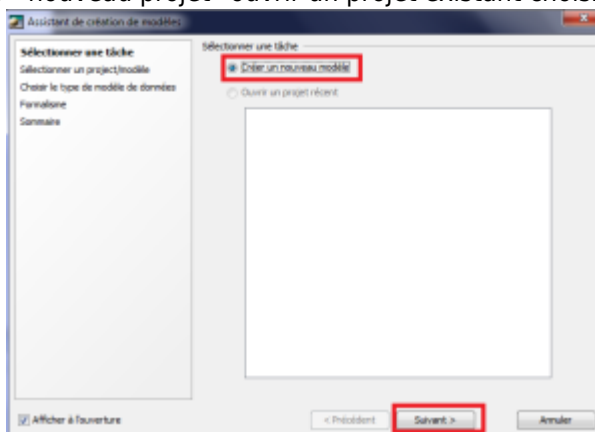 nouveau projet ouvrir un projet existant
Assistant de création de modèles
Sélectionner une tâche
Sélectionner un project/modèle
Choisir le type de modèle de données
Formalisme
Sommaire
Sélectionner une tâche
Créer un nouveau modèle
Ouvrir un projet récent
Afficher à l'ouverture
< Précédent
Suivant >
Annuler